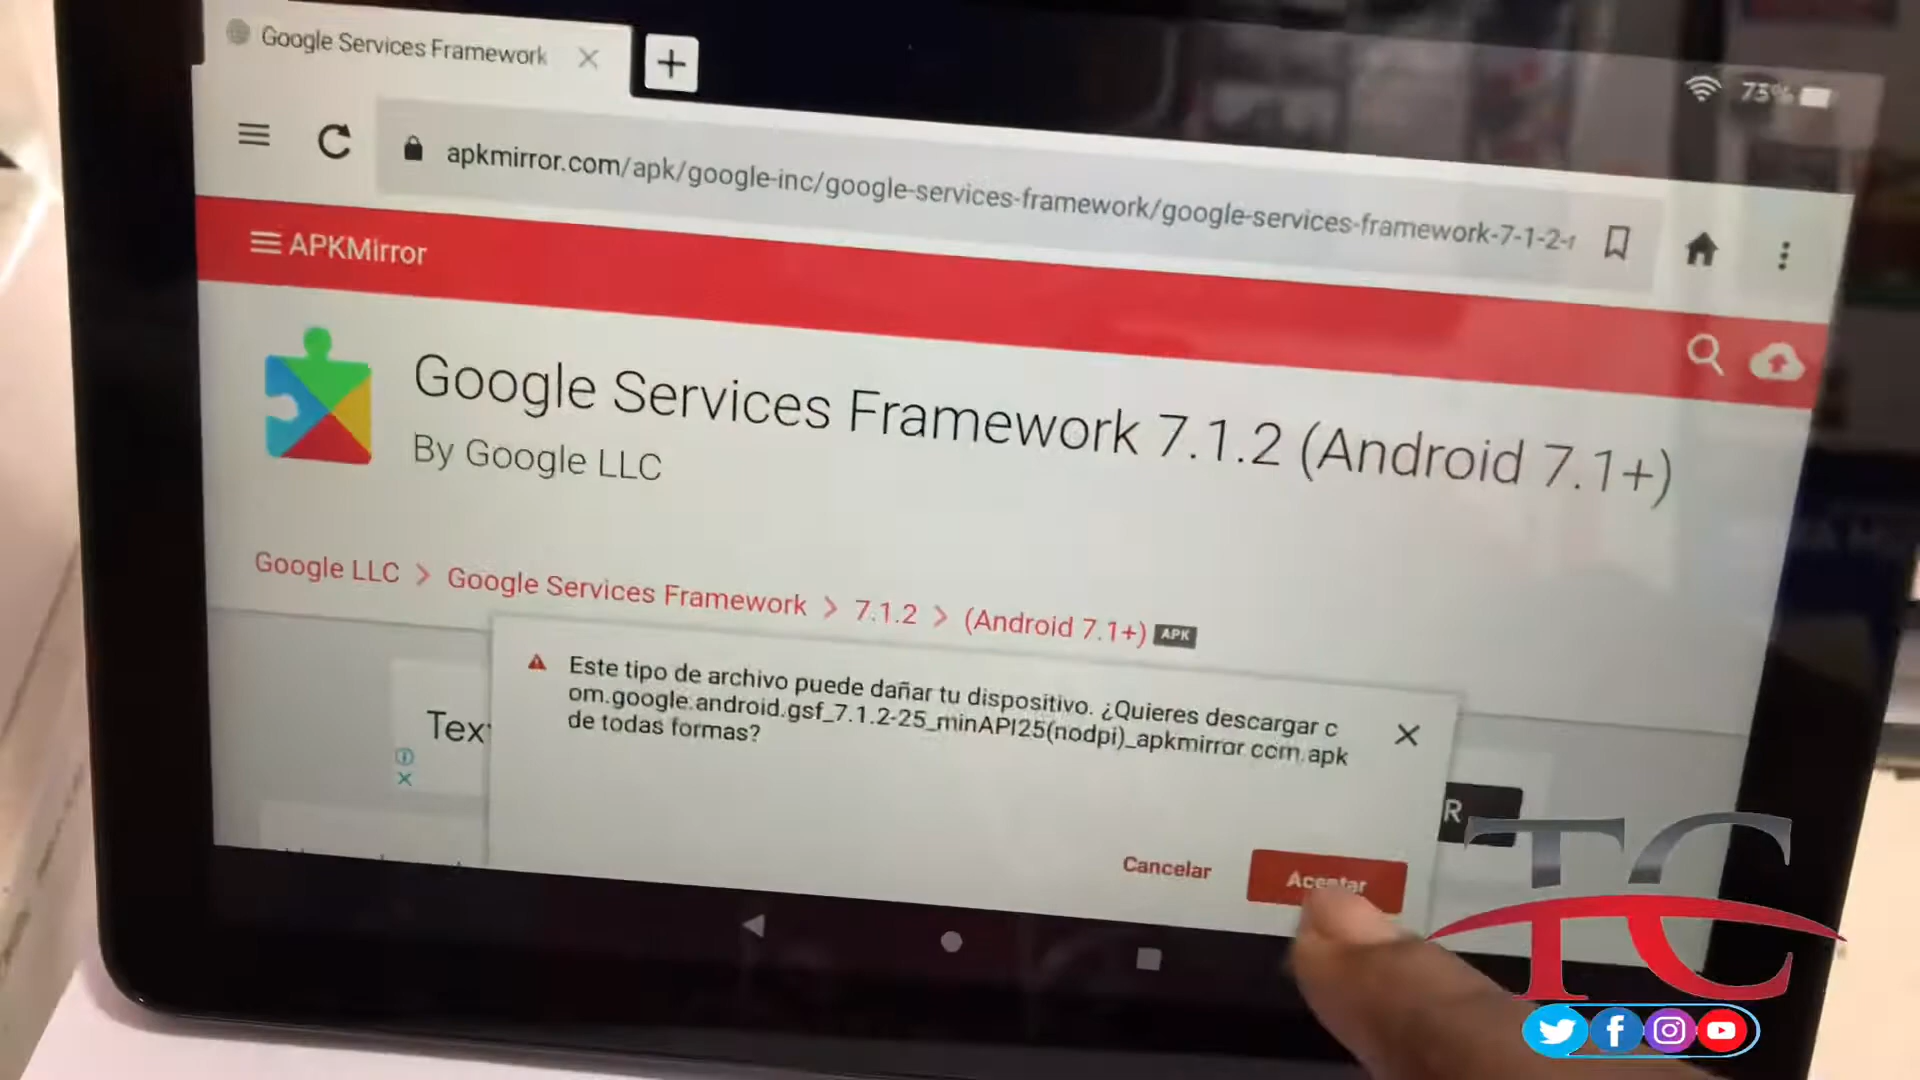 Google Services Framework
75%
apkmirror.com/apk/google-inc/google-services-framework/google-services-framework-7-1-2-r
APKMirror
Google Services Framework 7.1.2 (Android 7.1+)
By Google LLC
Google LLC > Google Services Framework > 7.1.2 > (Android 7.1+) APK
Este tipo de archivo puede dañar tu dispositivo. ¿Quieres descargar c
om.google.android.gsf_7.1.2-25_minAPI25(nodpi)_apkmirror.com.apk
de todas formas?
Tex
R
Cancelar
Aceptar
TC